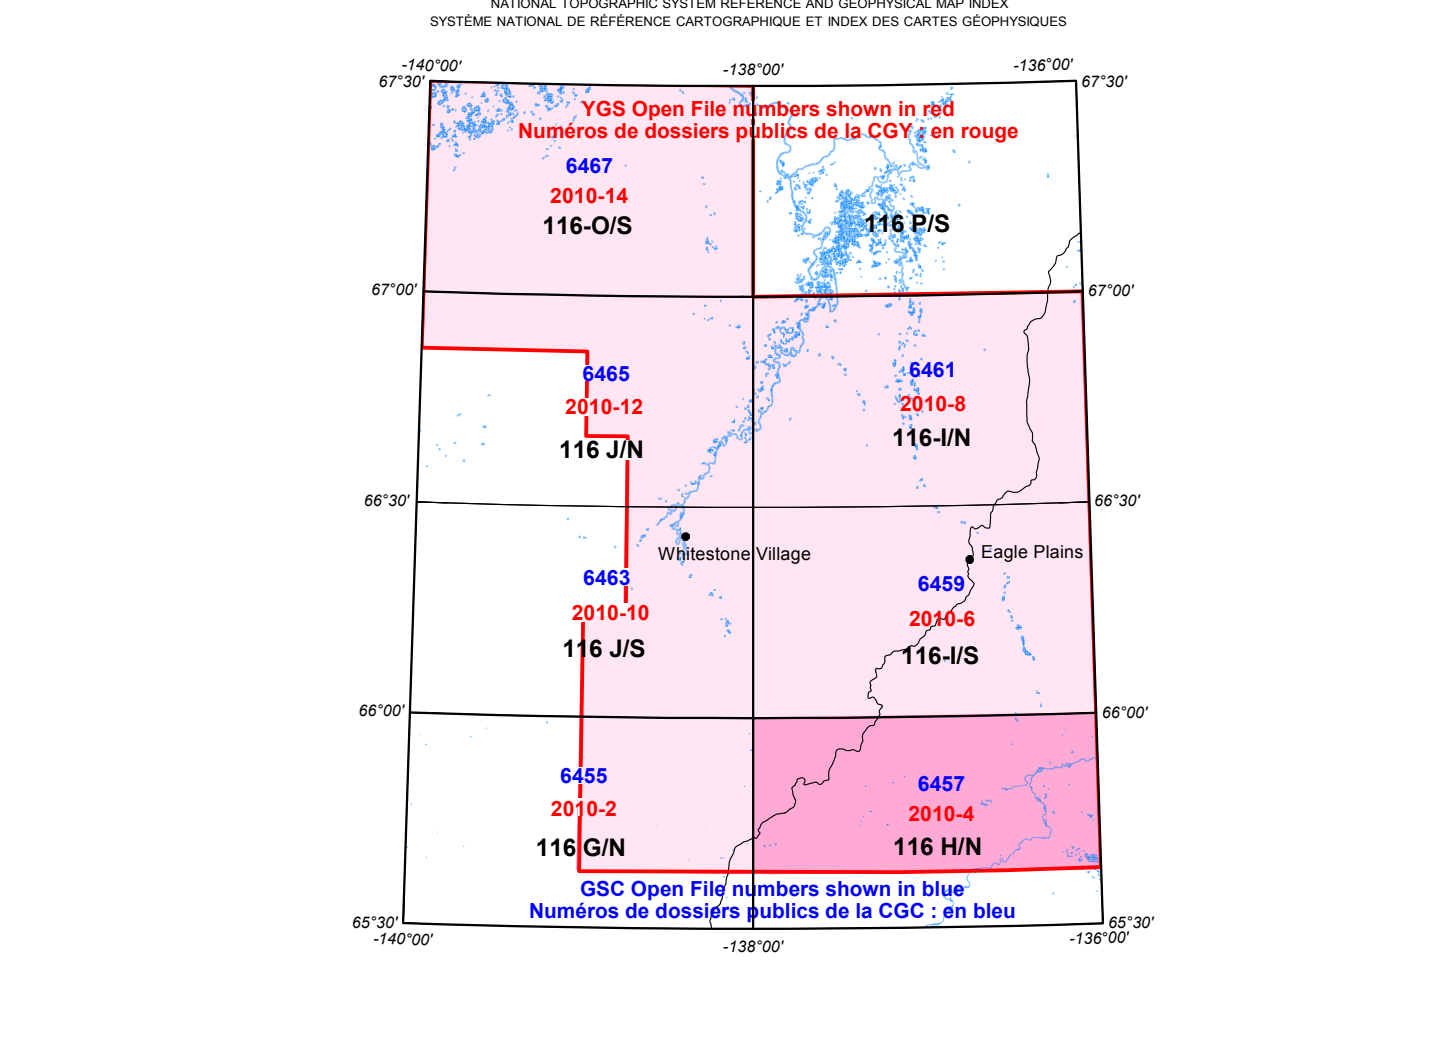 NATIONAL TOPOGRAPHIC SYSTEM REFERENCE AND GEOPHYSICAL MAP INDEX
SYSTÈME NATIONAL DE RÉFÉRENCE CARTOGRAPHIQUE ET INDEX DES CARTES GÉOPHYSIQUES
-140°00'
-138°00'
-136°00'
67°30'
67°30'
YGS Open File numbers shown in red
Numéros de dossiers publics de la CGY : en rouge
6467
2010-14
116-O/S
116 P/S
67°00'
67°00'
6465
2010-12
116 J/N
6461
2010-8
116-I/N
66°30'
66°30'
Whitestone Village
Eagle Plains
6463
2010-10
116 J/S
6459
2010-6
116-I/S
66°00'
66°00'
6455
2010-2
116 G/N
6457
2010-4
116 H/N
GSC Open File numbers shown in blue
Numéros de dossiers publics de la CGC : en bleu
65°30'
65°30'
-140°00'
-138°00'
-136°00'